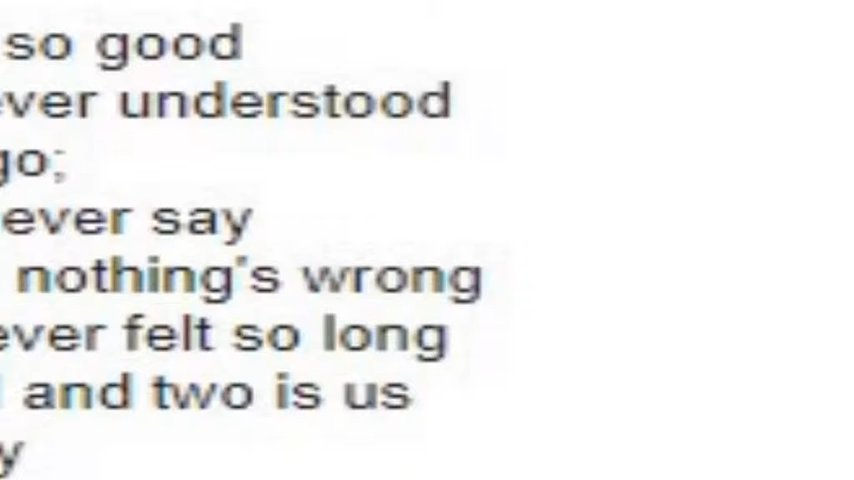 so good
ever understood
go;
ever say
nothing's wrong
ever felt so long
and two is us
y